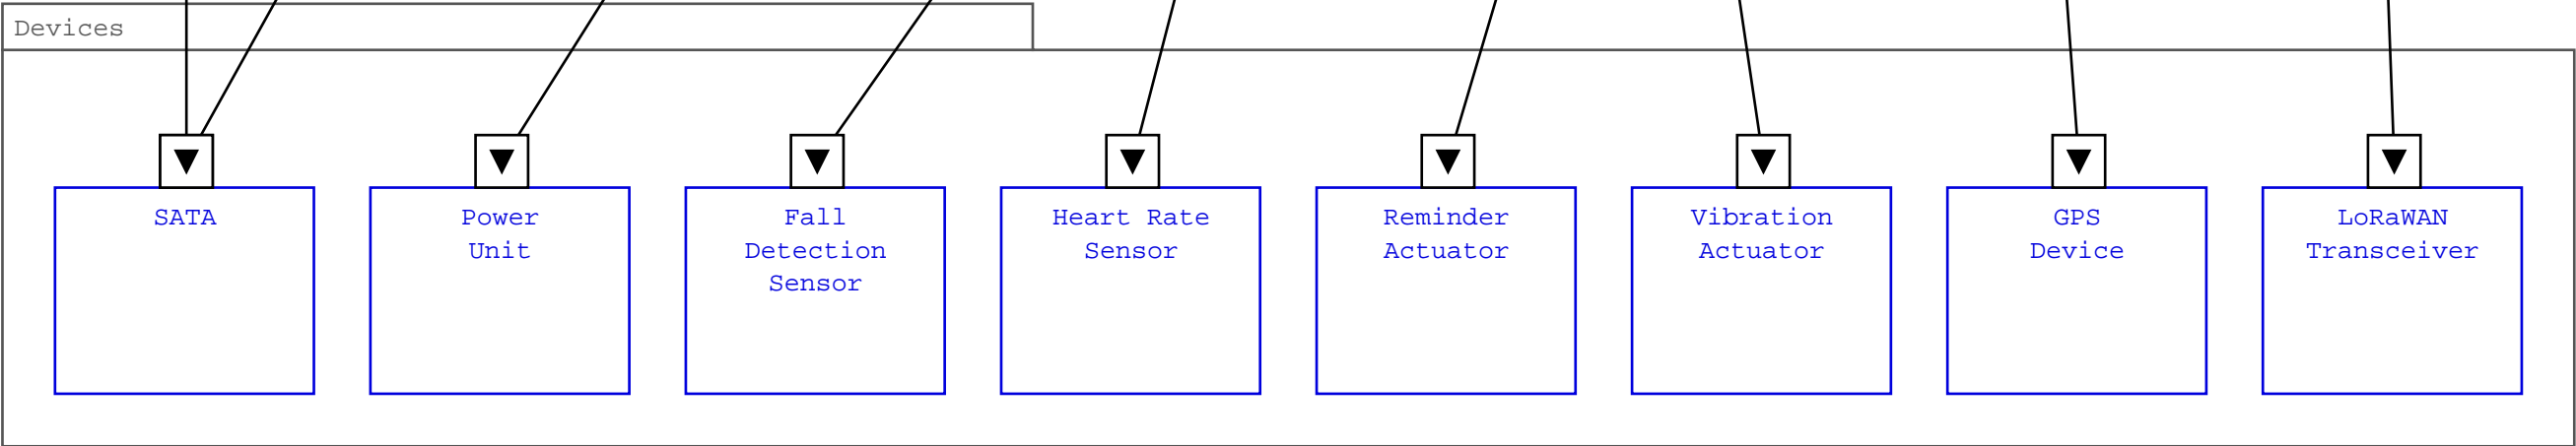 Devices
SATA
Power
Unit
Fall
Detection
Sensor
Heart Rate
Sensor
Reminder
Actuator
Vibration
Actuator
GPS
Device
LoRaWAN
Transceiver